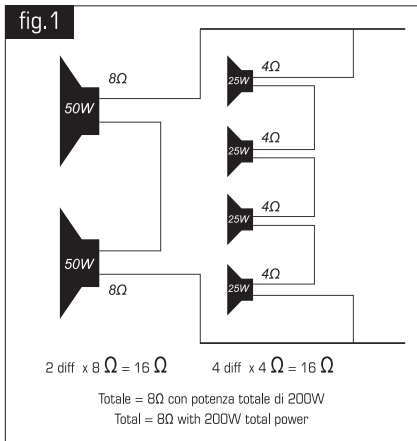 fig.1
8Ω
4Ω
50W
25W
4Ω
25W
4Ω
25W
50W
4Ω
25W
8Ω
2 diff x 8 Ω = 16 Ω
4 diff x 4 Ω = 16 Ω
Totale = 8Ω con potenza totale di 200W
Total = 8Ω with 200W total power